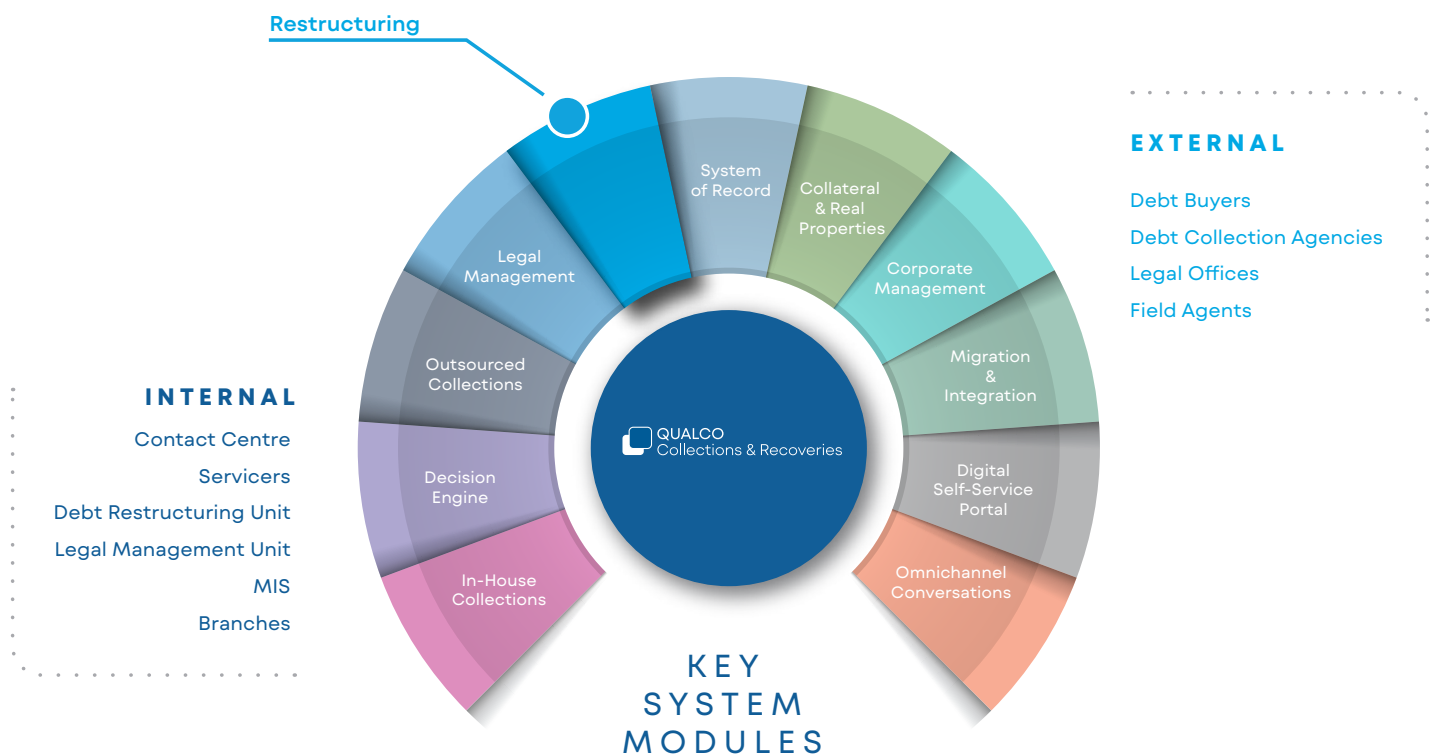 Restructuring
System
of Record
Collateral
& Real
Properties
Legal
Management
Corporate
Management
Outsourced
Collections
Migration
&
Integration
Decision
Engine
Digital
Self-Service
Portal
In-House
Collections
Omnichannel
Conversations
QUALCO
Collections & Recoveries
KEY
SYSTEM
MODULES
EXTERNAL
Debt Buyers
Debt Collection Agencies
Legal Offices
Field Agents
INTERNAL
Contact Centre
Servicers
Debt Restructuring Unit
Legal Management Unit
MIS
Branches